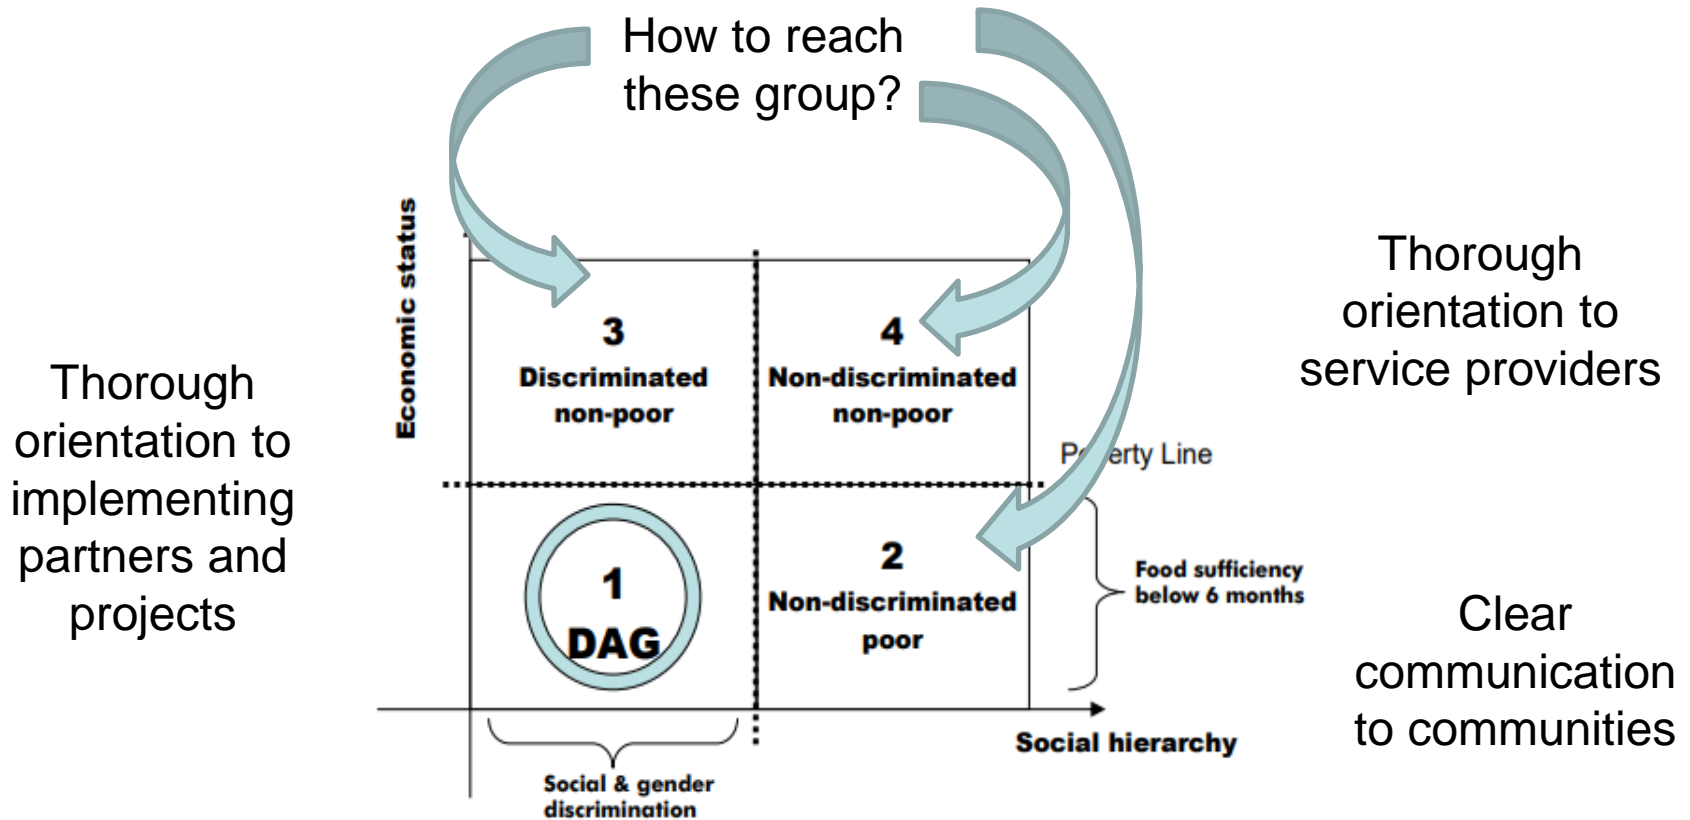 How to reach
these group?
Economic status
3
Discriminated
non-poor
4
Non-discriminated
non-poor
Thorough
orientation to
service providers
Thorough
orientation to
implementing
partners and
projects
Poverty Line
1
DAG
2
Non-discriminated
poor
Food sufficiency
below 6 months
Clear
communication
to communities
Social hierarchy
Social & gender
discrimination